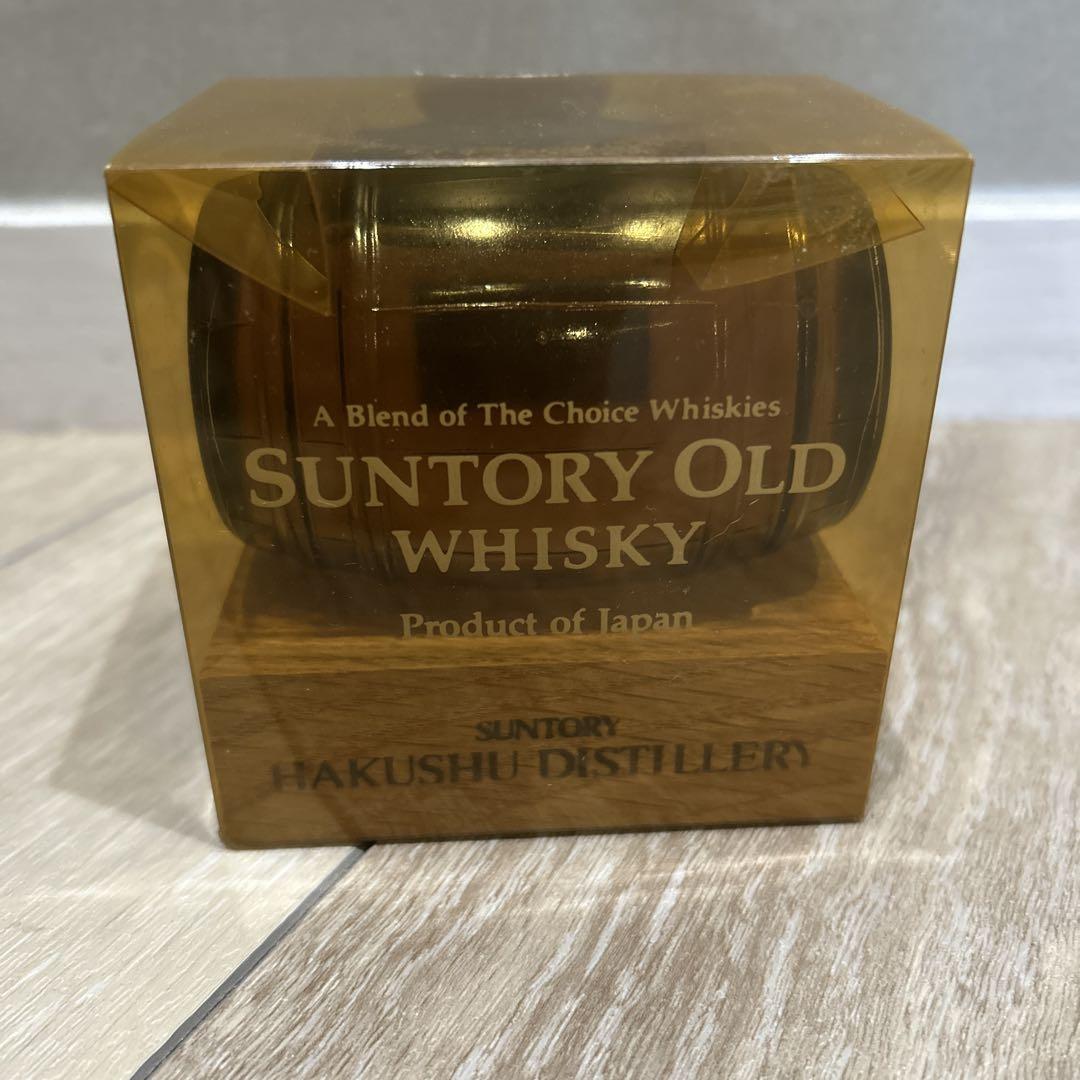 A Blend of The Choice Whiskies
SUNTORY OLD
WHISKY
Product of Japan
SUNTORY
HAKUSHU DISTILLERY